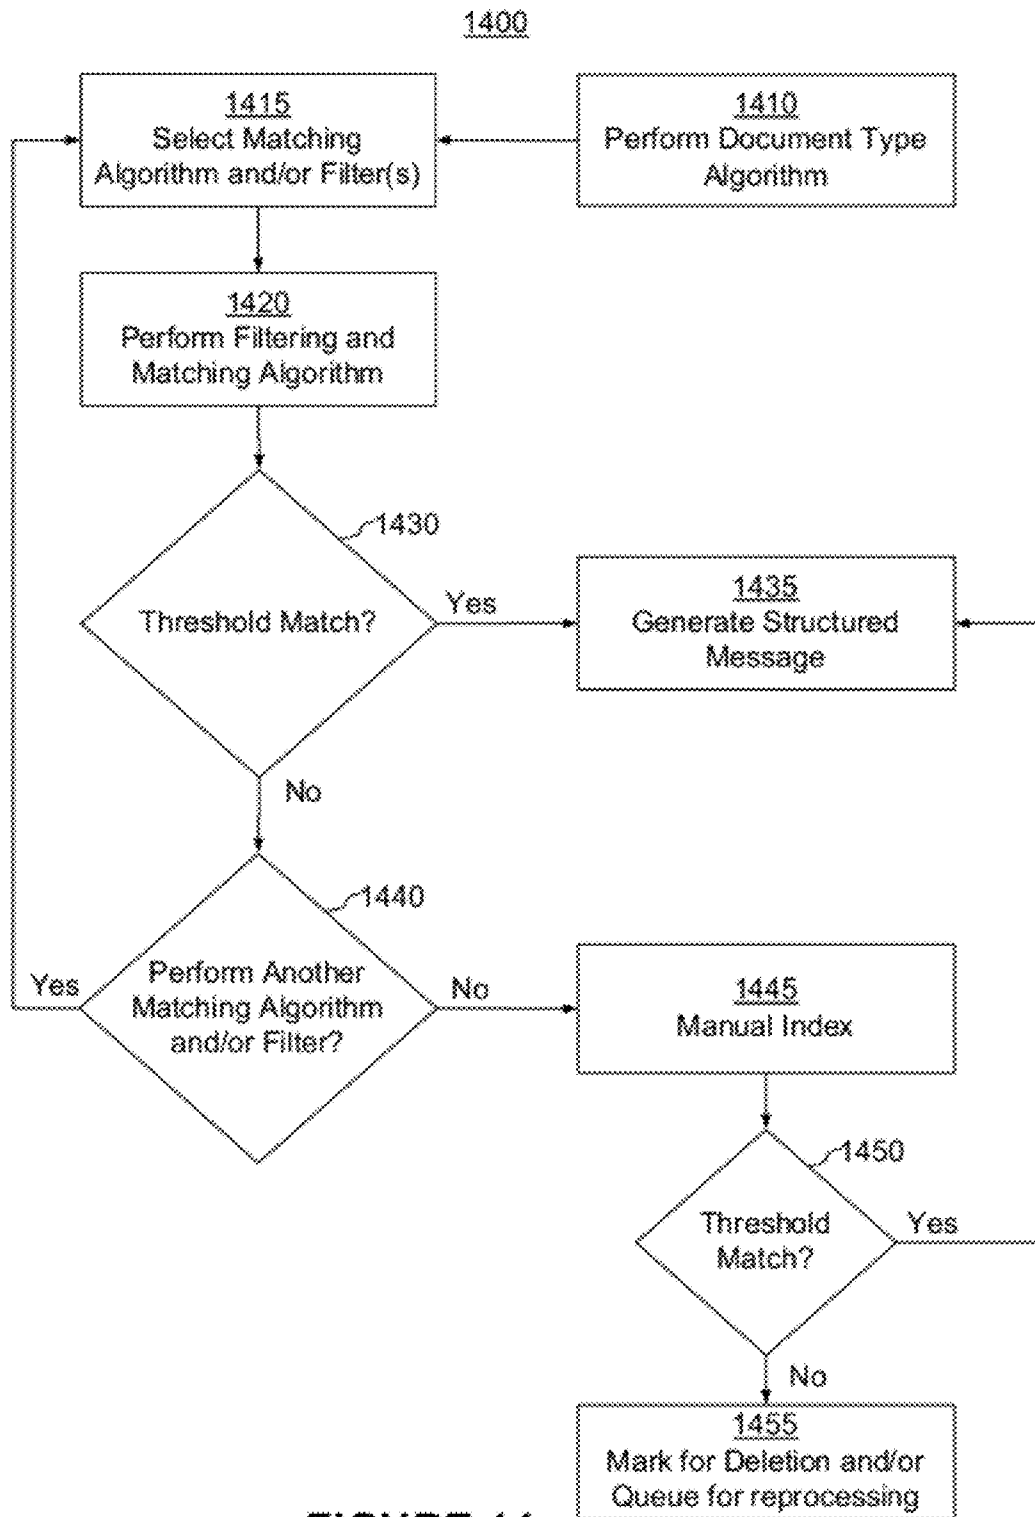 1400
1415
Select Matching
Algorithm and/or Filter(s)
1410
Perform Document Type
Algorithm
1420
Perform Filtering and
Matching Algorithm
1430
Threshold Match?
Yes
1435
Generate Structured
Message
No
1440
Perform Another
Matching Algorithm
and/or Filter?
Yes
No
1445
Manual Index
1450
Threshold
Match?
Yes
No
1455
Mark for Deletion and/or
Queue for reprocessing